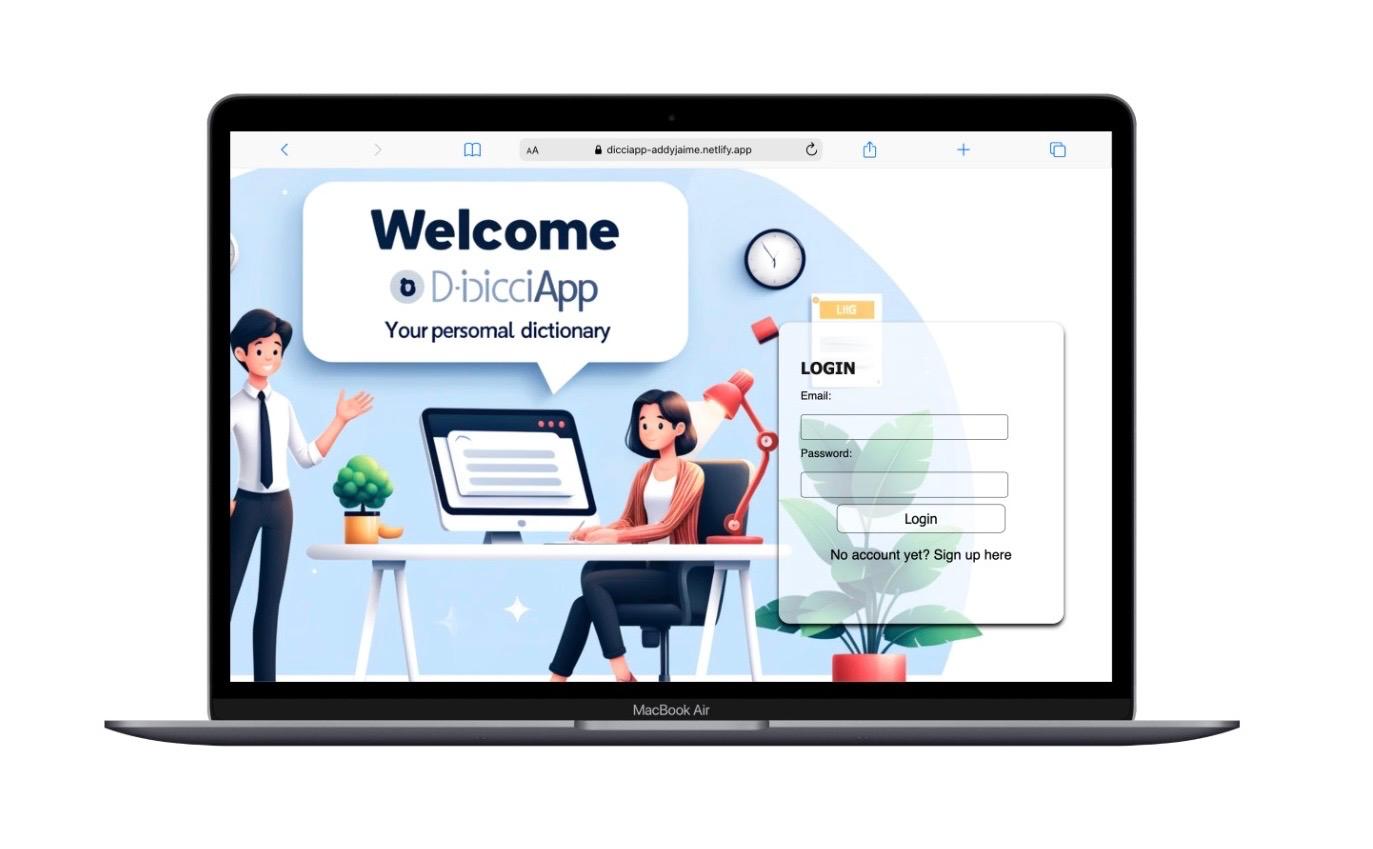 AA dicciapp-addyjaime.netlify.app
Welcome
D·ibicciApp
Your persomal dictionary
LIIG
LOGIN
Email:
Password:
Login
No account yet? Sign up here
MacBook Air